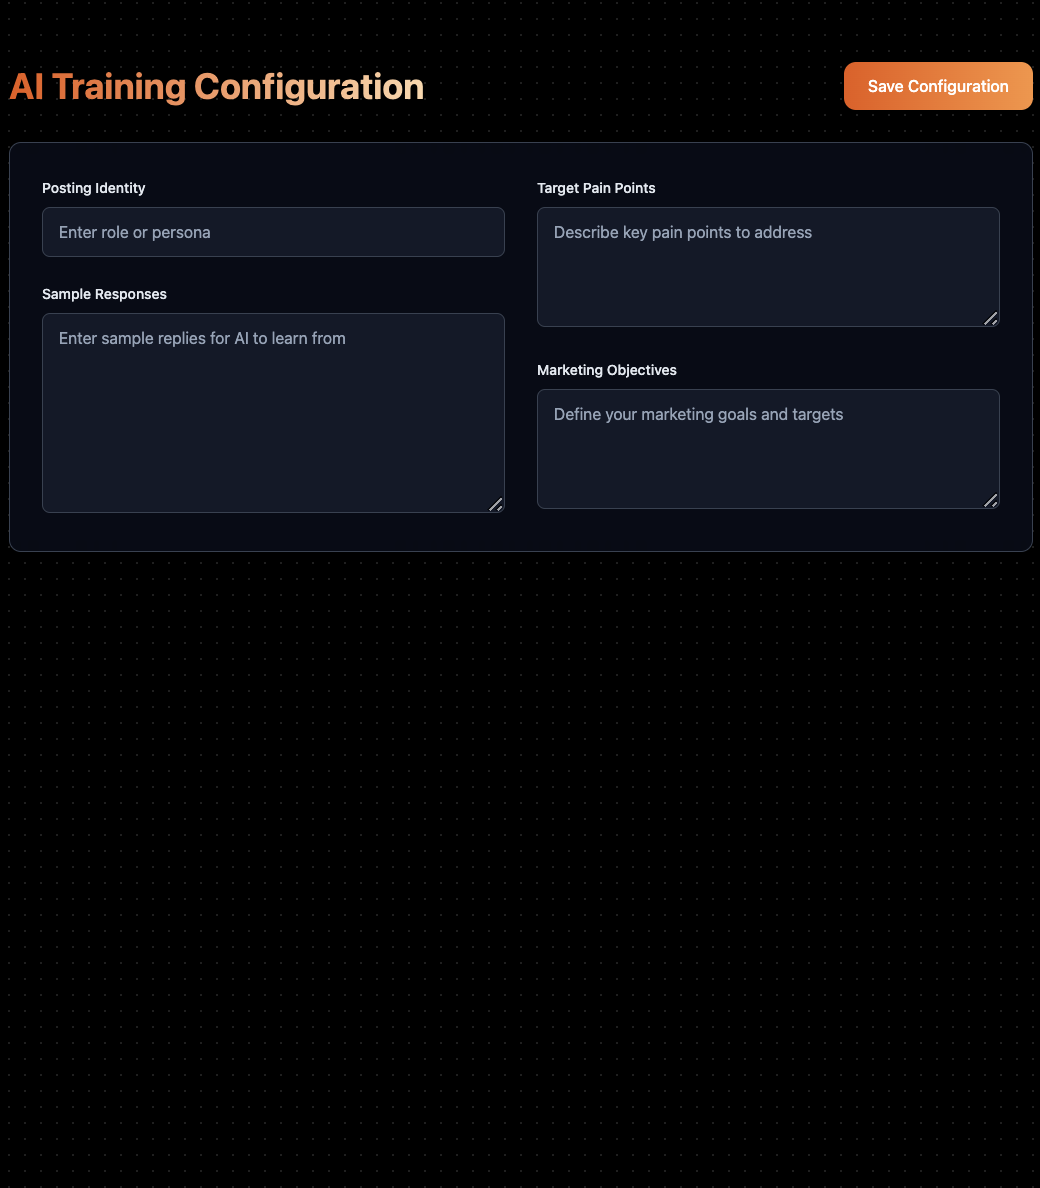 AI Training Configuration
Save Configuration
Posting Identity
Enter role or persona
Sample Responses
Enter sample replies for AI to learn from
Target Pain Points
Describe key pain points to address
Marketing Objectives
Define your marketing goals and targets